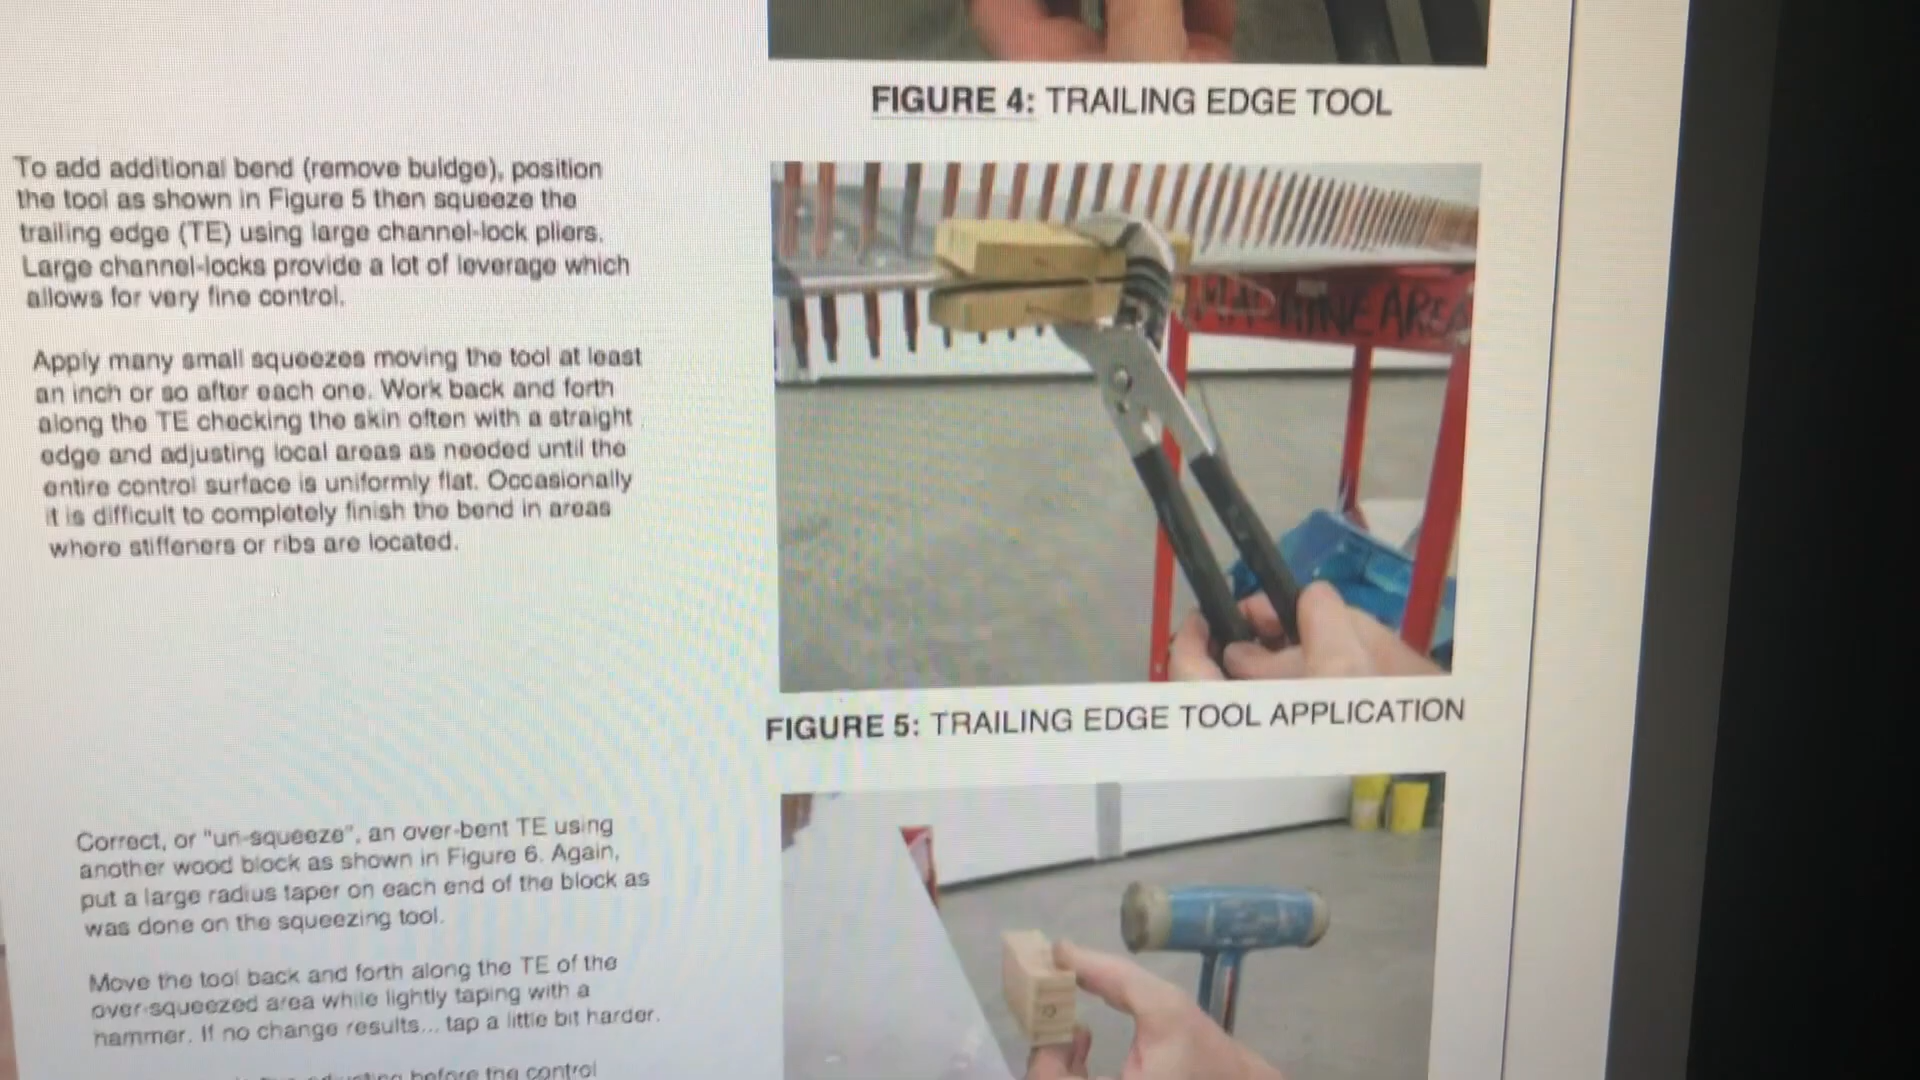 FIGURE 4: TRAILING EDGE TOOL
To add additional bend (remove buldge), position
the tool as shown in Figure 5 then squeeze the
trailing edge (TE) using large channel-lock pliers.
Large channel-locks provide a lot of leverage which
allows for very fine control.
Apply many small squeezes moving the tool at least
an inch or so after each one. Work back and forth
along the TE checking the skin often with a straight
edge and adjusting local areas as needed until the
entire control surface is uniformly flat. Occasionally
it is difficult to completely finish the bend in areas
where stiffeners or ribs are located.
MACHINE AREA
FIGURE 5: TRAILING EDGE TOOL APPLICATION
Correct, or "un-squeeze", an over-bent TE using
another wood block as shown in Figure 6. Again,
put a large radius taper on each end of the block as
was done on the squeezing tool.
Move the tool back and forth along the TE of the
over-squeezed area while lightly taping with a
hammer. If no change results... tap a little bit harder.
before the control